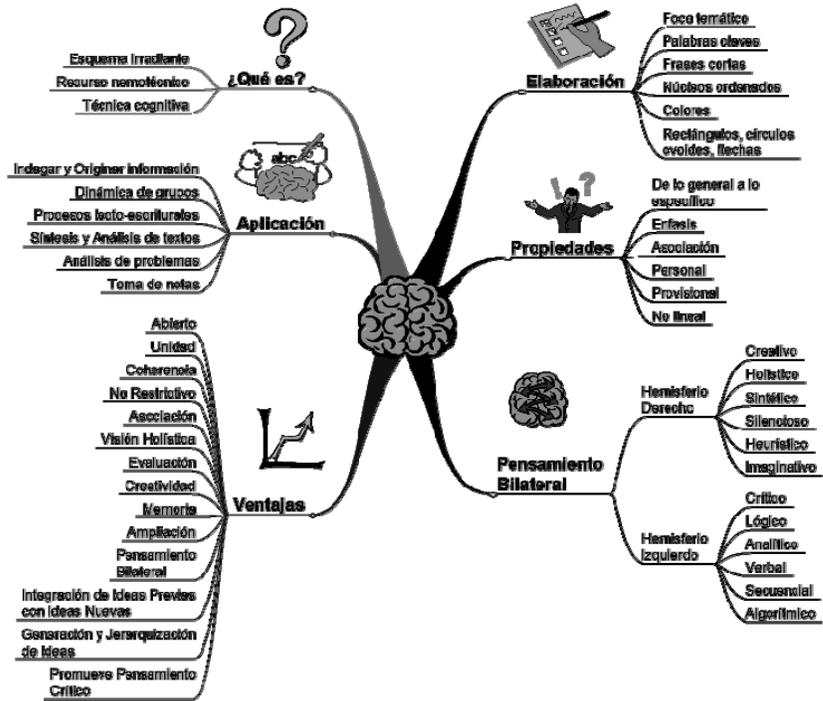 ¿Qué es?
Esquema Irradiante
Recurso nemotécnico
Técnica cognitiva
Aplicación
abc
Indagar y Originar información
Dinámica de grupos
Procesos lecto-escriturales
Síntesis y Análisis de textos
Análisis de problemas
Toma de notas
Ventajas
Abierto
Unidad
Coherencia
No Restrictivo
Asociación
Visión Holística
Evaluación
Creatividad
Memoria
Ampliación
Pensamiento
Bilateral
Integración de Ideas Previas
con Ideas Nuevas
Generación y Jerarquización
de Ideas
Promueve Pensamiento
Crítico
Elaboración
Foco temático
Palabras claves
Frases cortas
Núcleos ordenados
Colores
Rectángulos, círculos
ovoides, flechas
Propiedades
De lo general a lo
específico
Enfasis
Asociación
Personal
Provisional
No lineal
Pensamiento
Bilateral
Hemisferio
Derecho
Creativo
Holístico
Sintético
Silencioso
Heurístico
Imaginativo
Hemisferio
Izquierdo
Crítico
Lógico
Analítico
Verbal
Secuencial
Algorítmico